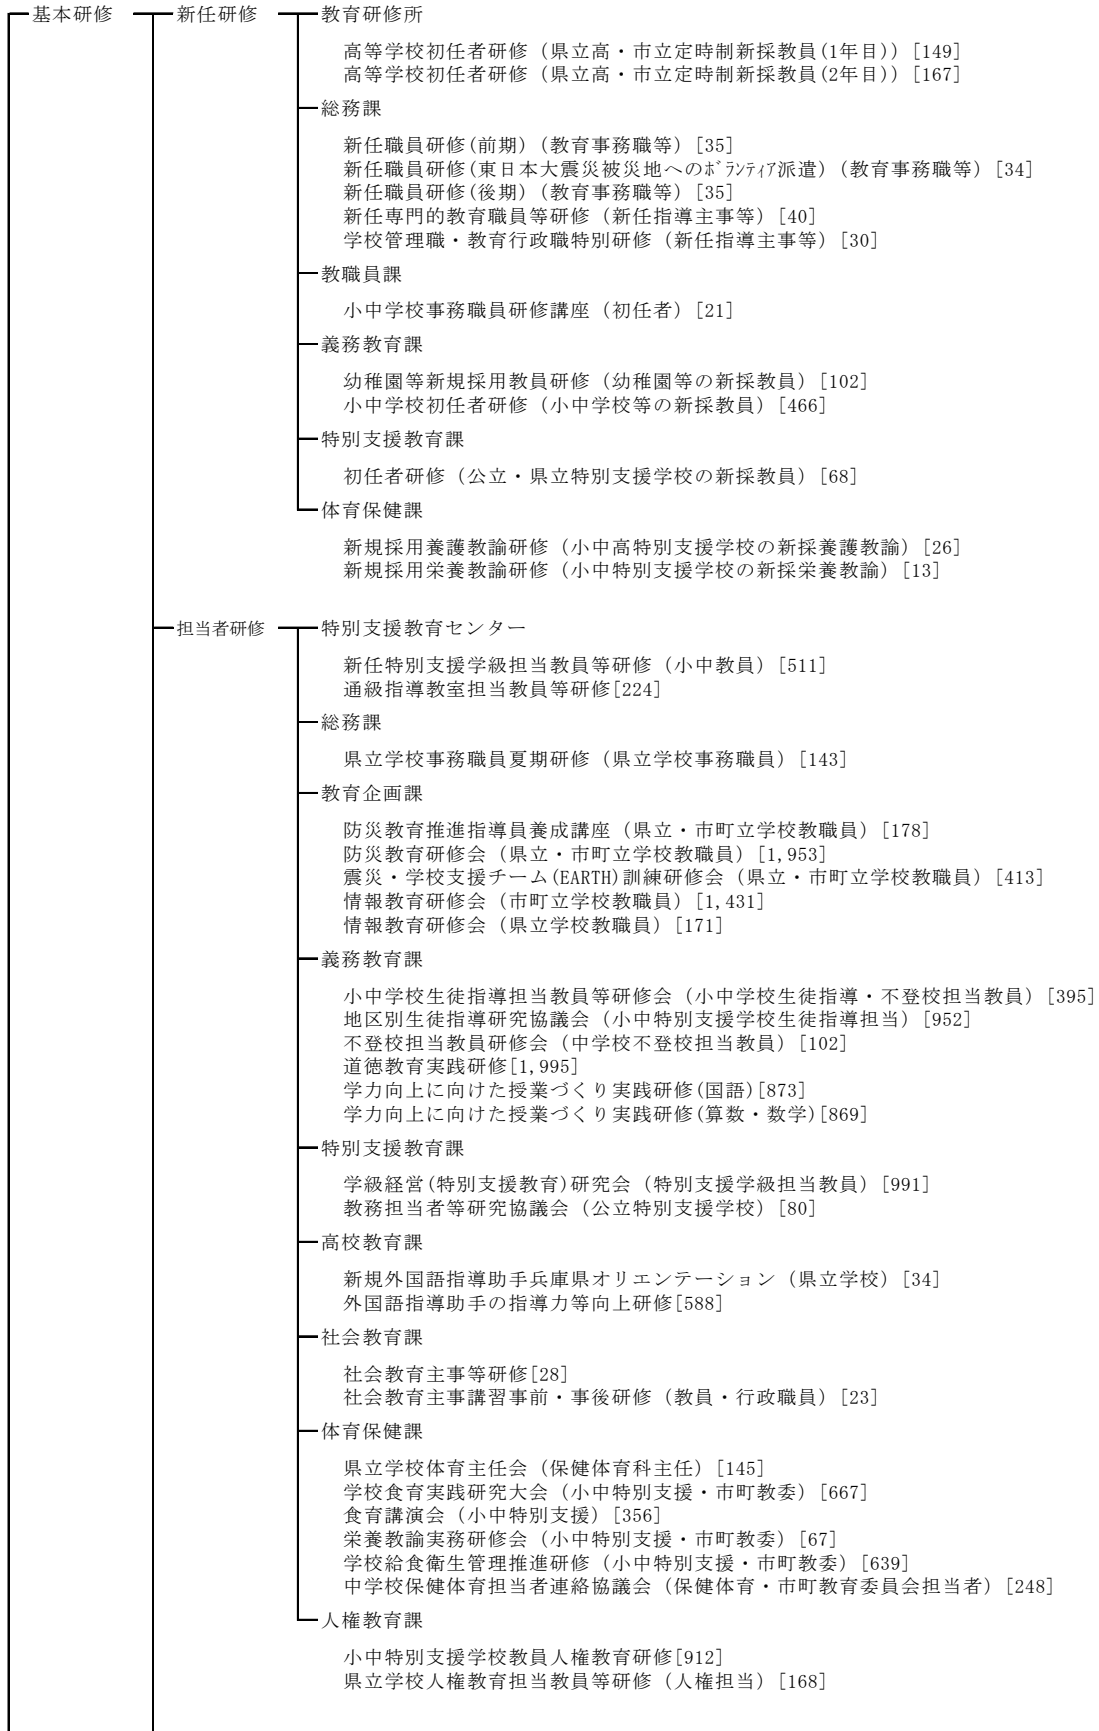 基本研修 新任研修 教育研修所
高等学校初任者研修（県立高・市立定時制新採教員(1年目)）[149]
高等学校初任者研修（県立高・市立定時制新採教員(2年目)）[167]
総務課
新任職員研修(前期)（教育事務職等）[35]
新任職員研修(東日本大震災被災地へのﾎﾞﾗﾝﾃｨｱ派遣)（教育事務職等）[34]
新任職員研修(後期)（教育事務職等）[35]
新任専門的教育職員等研修（新任指導主事等）[40]
学校管理職・教育行政職特別研修（新任指導主事等）[30]
教職員課
小中学校事務職員研修講座（初任者）[21]
義務教育課
幼稚園等新規採用教員研修（幼稚園等の新採教員）[102]
小中学校初任者研修（小中学校等の新採教員）[466]
特別支援教育課
初任者研修（公立・県立特別支援学校の新採教員）[68]
体育保健課
新規採用養護教諭研修（小中高特別支援学校の新採養護教諭）[26]
新規採用栄養教諭研修（小中特別支援学校の新採栄養教諭）[13]
担当者研修 特別支援教育センター
新任特別支援学級担当教員等研修（小中教員）[511]
通級指導教室担当教員等研修[224]
総務課
県立学校事務職員夏期研修（県立学校事務職員）[143]
教育企画課
防災教育推進指導員養成講座（県立・市町立学校教職員）[178]
防災教育研修会（県立・市町立学校教職員）[1,953]
震災・学校支援チーム(EARTH)訓練研修会（県立・市町立学校教職員）[413]
情報教育研修会（市町立学校教職員）[1,431]
情報教育研修会（県立学校教職員）[171]
義務教育課
小中学校生徒指導担当教員等研修会（小中学校生徒指導・不登校担当教員）[395]
地区別生徒指導研究協議会（小中特別支援学校生徒指導担当）[952]
不登校担当教員研修会（中学校不登校担当教員）[102]
道徳教育実践研修[1,995]
学力向上に向けた授業づくり実践研修(国語)[873]
学力向上に向けた授業づくり実践研修(算数・数学)[869]
特別支援教育課
学級経営(特別支援教育)研究会（特別支援学級担当教員）[991]
教務担当者等研究協議会（公立特別支援学校）[80]
高校教育課
新規外国語指導助手兵庫県オリエンテーション（県立学校）[34]
外国語指導助手の指導力等向上研修[588]
社会教育課
社会教育主事等研修[28]
社会教育主事講習事前・事後研修（教員・行政職員）[23]
体育保健課
県立学校体育主任会（保健体育科主任）[145]
学校食育実践研究大会（小中特別支援・市町教委）[667]
食育講演会（小中特別支援）[356]
栄養教諭実務研修会（小中特別支援・市町教委）[67]
学校給食衛生管理推進研修（小中特別支援・市町教委）[639]
中学校保健体育担当者連絡協議会（保健体育・市町教育委員会担当者）[248]
人権教育課
小中特別支援学校教員人権教育研修[912]
県立学校人権教育担当教員等研修（人権担当）[168]